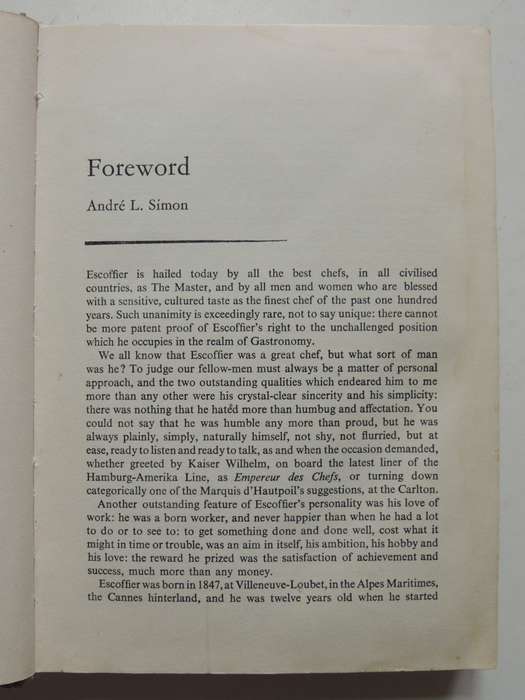 Foreword
André L. Simon
Escoffier is hailed today by all the best chefs, in all civilised
countries, as The Master, and by all men and women who are blessed
with a sensitive, cultured taste as the finest chef of the past one hundred
years. Such unanimity is exceedingly rare, not to say unique: there cannot
be more patent proof of Escoffier's right to the unchallenged position
which he occupies in the realm of Gastronomy.
We all know that Escoffier was a great chef, but what sort of man
was he? To judge our fellow-men must always be a matter of personal
approach, and the two outstanding qualities which endeared him to me
more than any other were his crystal-clear sincerity and his simplicity:
there was nothing that he hated more than humbug and affectation. You
could not say that he was humble any more than proud, but he was
always plainly, simply, naturally himself, not shy, not flurried, but at
ease, ready to listen and ready to talk, as and when the occasion demanded,
whether greeted by Kaiser Wilhelm, on board the latest liner of the
Hamburg-Amerika Line, as Empereur des Chefs, or turning down
categorically one of the Marquis d'Hautpoil's suggestions, at the Carlton.
Another outstanding feature of Escoffier's personality was his love of
work: he was a born worker, and never happier than when he had a lot
to do or to see to: to get something done and done well, cost what it
might in time or trouble, was an aim in itself, his ambition, his hobby and
his love: the reward he prized was the satisfaction of achievement and
success, much more than any money.
Escoffier was born in 1847, at Villeneuve-Loubet, in the Alpes Maritimes,
the Cannes hinterland, and he was twelve years old when he started